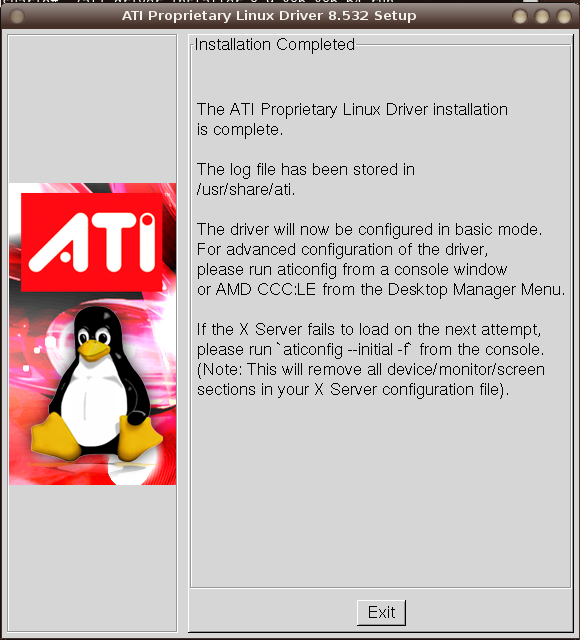 ATI Proprietary Linux Driver 8.532 Setup
Installation Completed
The ATI Proprietary Linux Driver installation
is complete.
The log file has been stored in
/usr/share/ati.
The driver will now be configured in basic mode.
For advanced configuration of the driver,
please run aticonfig from a console window
or AMD CCC:LE from the Desktop Manager Menu.
If the X Server fails to load on the next attempt,
please run `aticonfig --initial -f` from the console.
(Note: This will remove all device/monitor/screen
sections in your X Server configuration file).
ATI
Exit